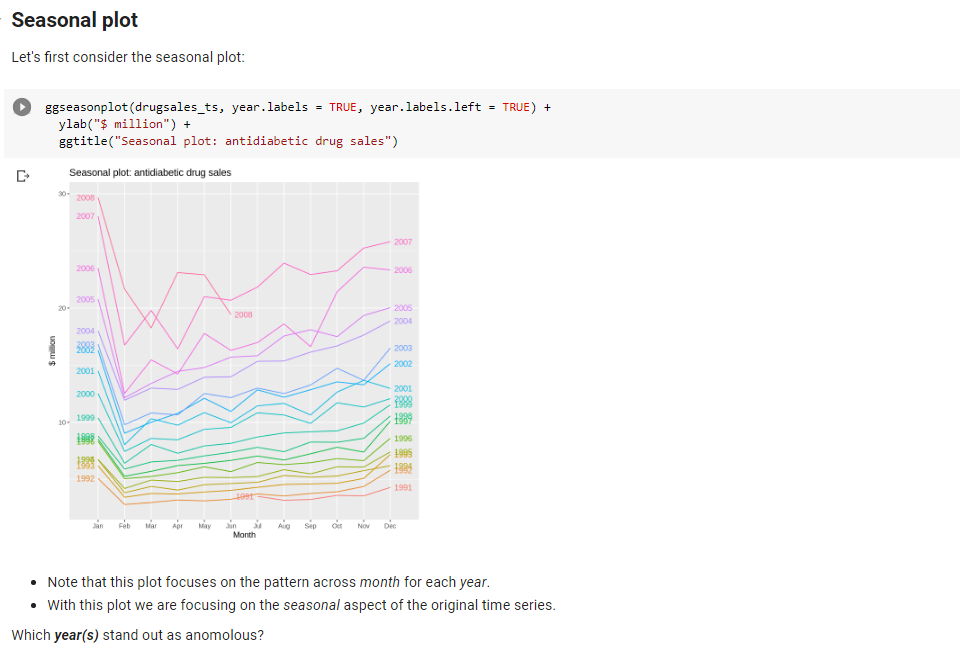 Seasonal plot
Let's first consider the seasonal plot:
ggseasonplot(drugsales_ts, year.labels = TRUE, year.labels.left = TRUE) +
ylab("$ million") +
ggtitle("Seasonal plot: antidiabetic drug sales")
Seasonal plot: antidiabetic drug sales
30
2008
2007
2007
2006
2006
20
2005
2005
2008
2004
2004
2003
2003
2002
2002
2001
2001
2000
2000
1999
1999
10
1998
1997
1996
1996
1995
1993
1994
1992
1992
1991
1991
$ million
Jan Feb Mar Apr May Jun Jul Aug Sep Oct Nov Dec
Month
Note that this plot focuses on the pattern across month for each year.
With this plot we are focusing on the seasonal aspect of the original time series.
Which year(s) stand out as anomolous?